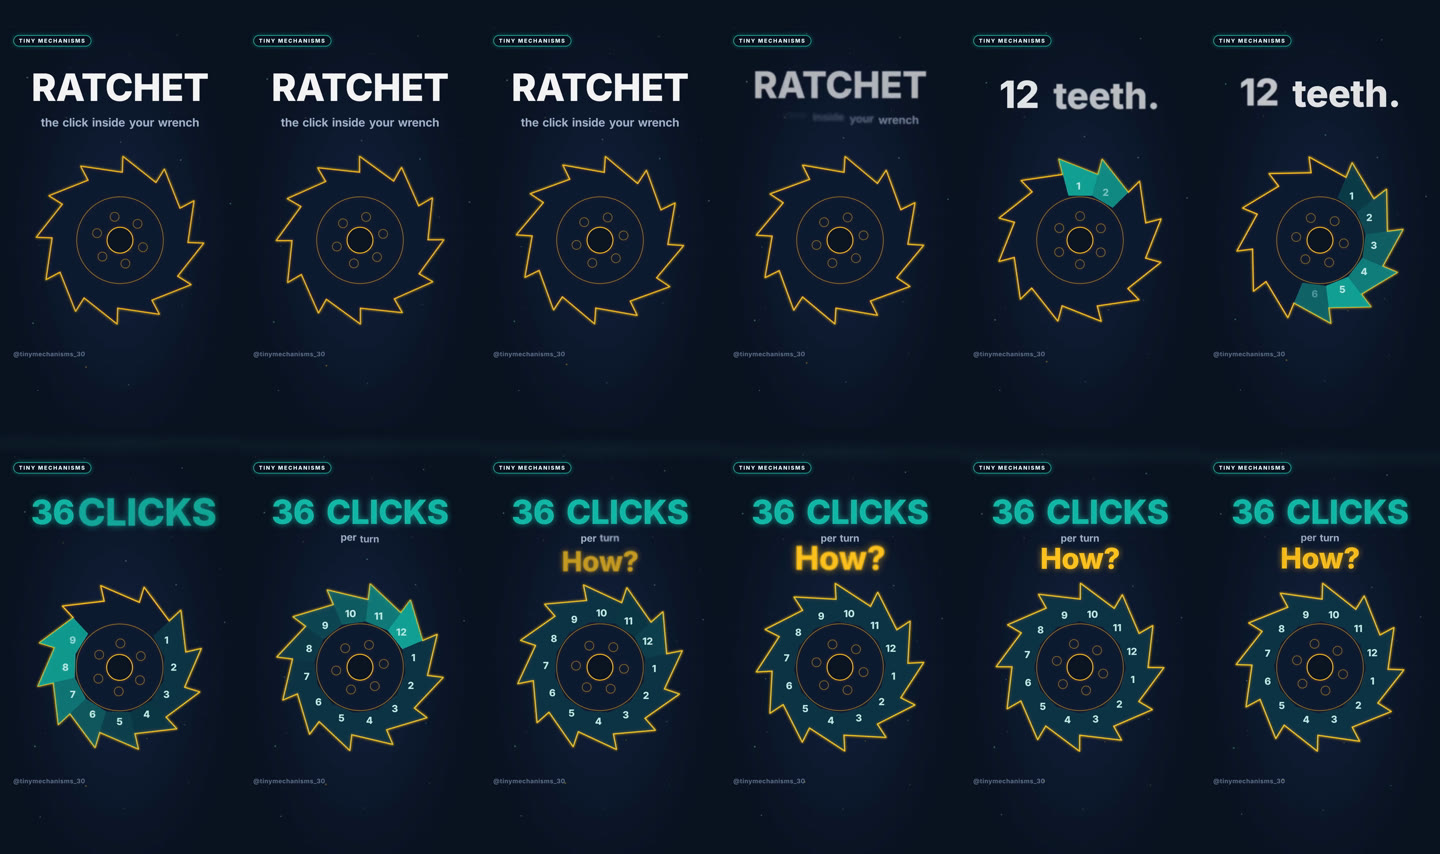 TINY MECHANISMS
RATCHET
the click inside your wrench
@tinymechanisms_30
TINY MECHANISMS
RATCHET
the click inside your wrench
@tinymechanisms_30
TINY MECHANISMS
RATCHET
the click inside your wrench
@tinymechanisms_30
TINY MECHANISMS
RATCHET
inside your wrench
@tinymechanisms_30
TINY MECHANISMS
12 teeth.
1 2
@tinymechanisms_30
TINY MECHANISMS
12 teeth.
1 2 3 4 5 6
@tinymechanisms_30
TINY MECHANISMS
36 CLICKS
1 2 3 4 5 6 7 8 9
@tinymechanisms_30
TINY MECHANISMS
36 CLICKS
per turn
1 2 3 4 5 6 7 8 9 10 11 12
@tinymechanisms_30
TINY MECHANISMS
36 CLICKS
per turn
How?
1 2 3 4 5 6 7 8 9 10 11 12
@tinymechanisms_30
TINY MECHANISMS
36 CLICKS
per turn
How?
1 2 3 4 5 6 7 8 9 10 11 12
@tinymechanisms_30
TINY MECHANISMS
36 CLICKS
per turn
How?
1 2 3 4 5 6 7 8 9 10 11 12
@tinymechanisms_30
TINY MECHANISMS
36 CLICKS
per turn
How?
1 2 3 4 5 6 7 8 9 10 11 12
@tinymechanisms_30